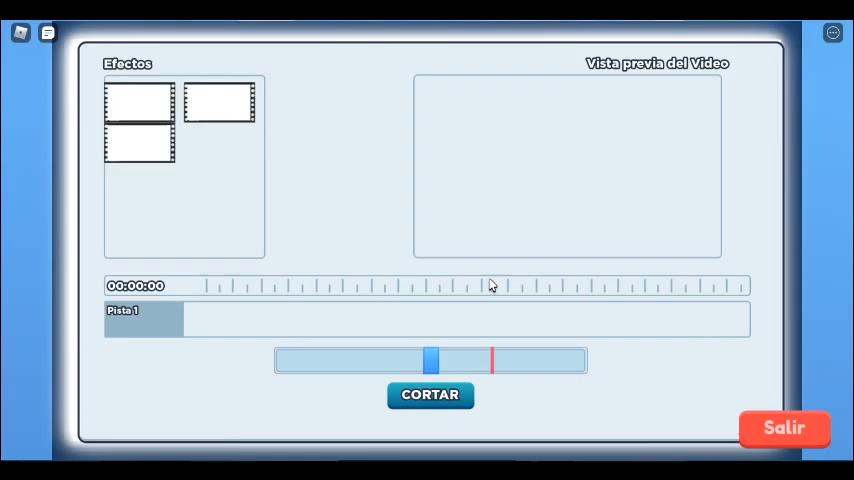 Efectos
Vista previa del Video
00:00:00
Pista 1
CORTAR
Salir